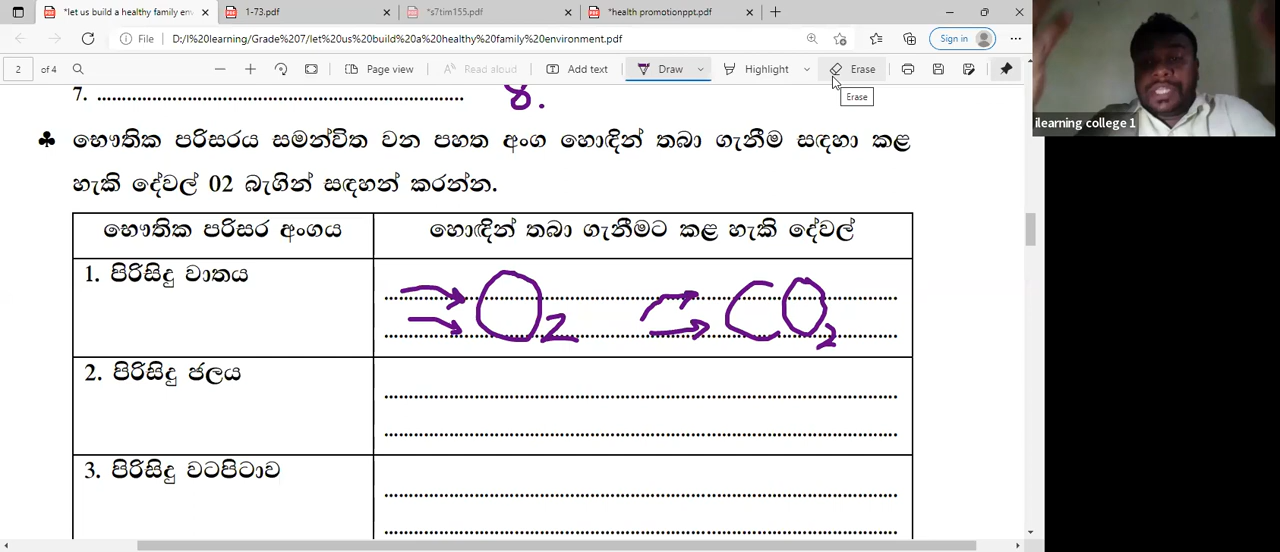 *let us build a healthy family en
1-73.pdf
*s7tim155.pdf
*health promotionppt.pdf
File
D:/I%20learning/Grade%207/let%20us%20build%20a%20healthy%20family%20environment.pdf
Sign in
2 of 4
Page view
Read aloud
Add text
Draw
Highlight
Erase
Erase
ilearning college 1
7. ............................................................. 8.
♣ භෞතික පරිසරය සමන්විත වන පහත අංග හොඳින් තබා ගැනීම සඳහා කළ
හැකි දේවල් 02 බැගින් සඳහන් කරන්න.
භෞතික පරිසර අංගය
හොඳින් තබා ගැනීමට කළ හැකි දේවල්
1. පිරිසිදු වාතය
O2 CO2
2. පිරිසිදු ජලය
3. පිරිසිදු වටපිටාව